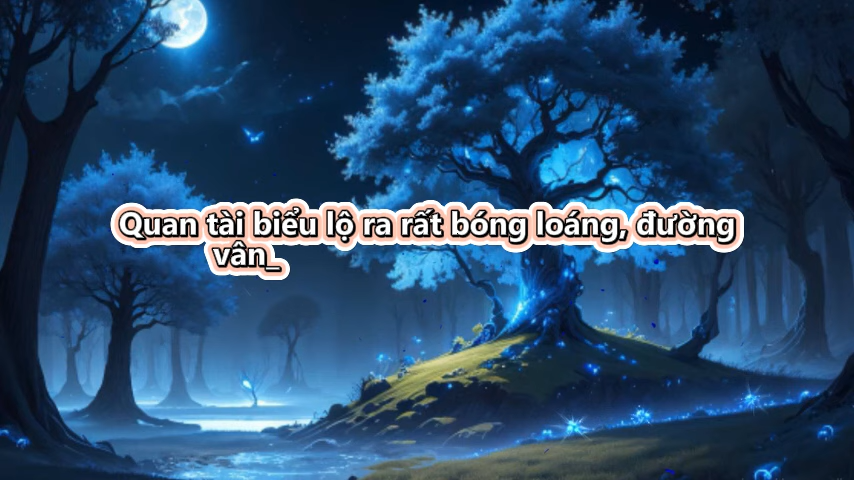 Quan tài biểu lộ ra rất bóng loáng, đường
vân_